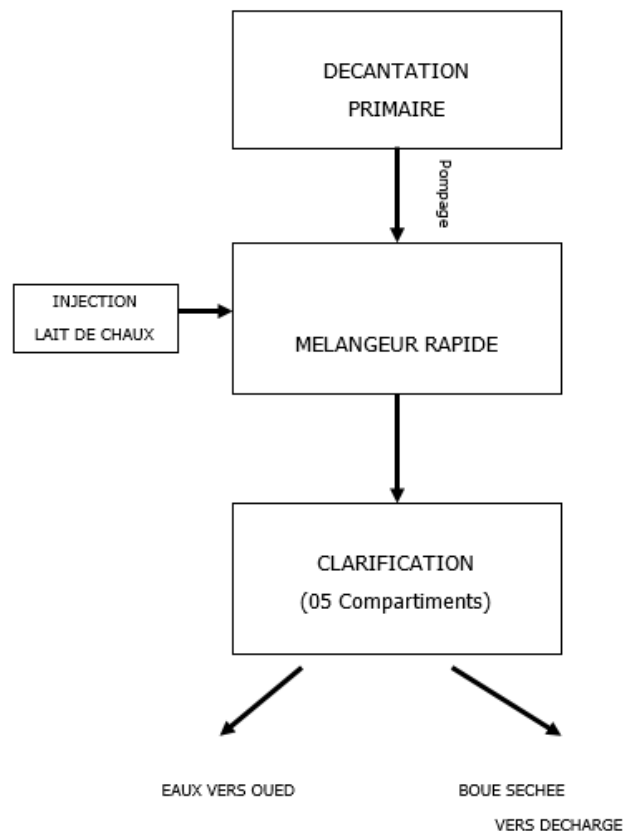 DECANTATION
PRIMAIRE
Pompage
INJECTION
LAIT DE CHAUX
MELANGEUR RAPIDE
CLARIFICATION
(05 Compartiments)
EAUX VERS OUED
BOUE SECHEE
VERS DECHARGE